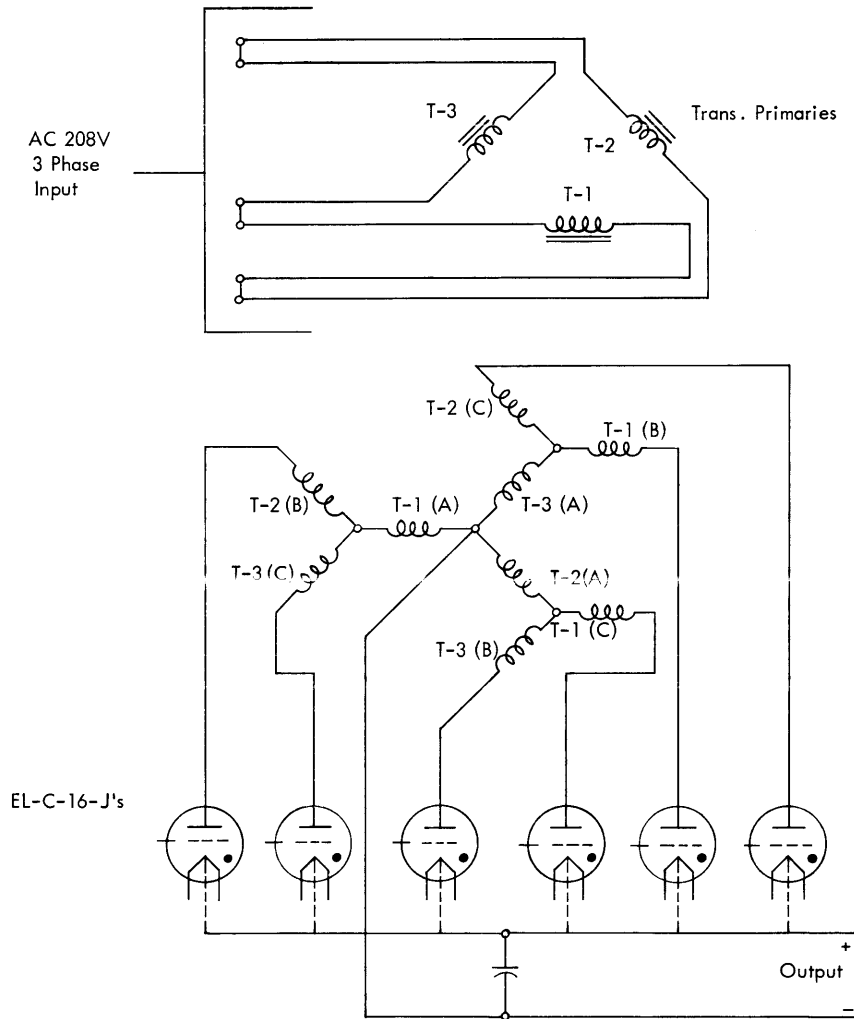 T-3
Trans. Primaries
AC 208V
3 Phase
Input
T-2
T-1
T-2 (C)
T-1 (B)
T-2 (B)
T-1 (A)
T-3 (A)
T-3 (C)
T-2(A)
T-1 (C)
T-3 (B)
EL-C-16-J's
+
Output
−